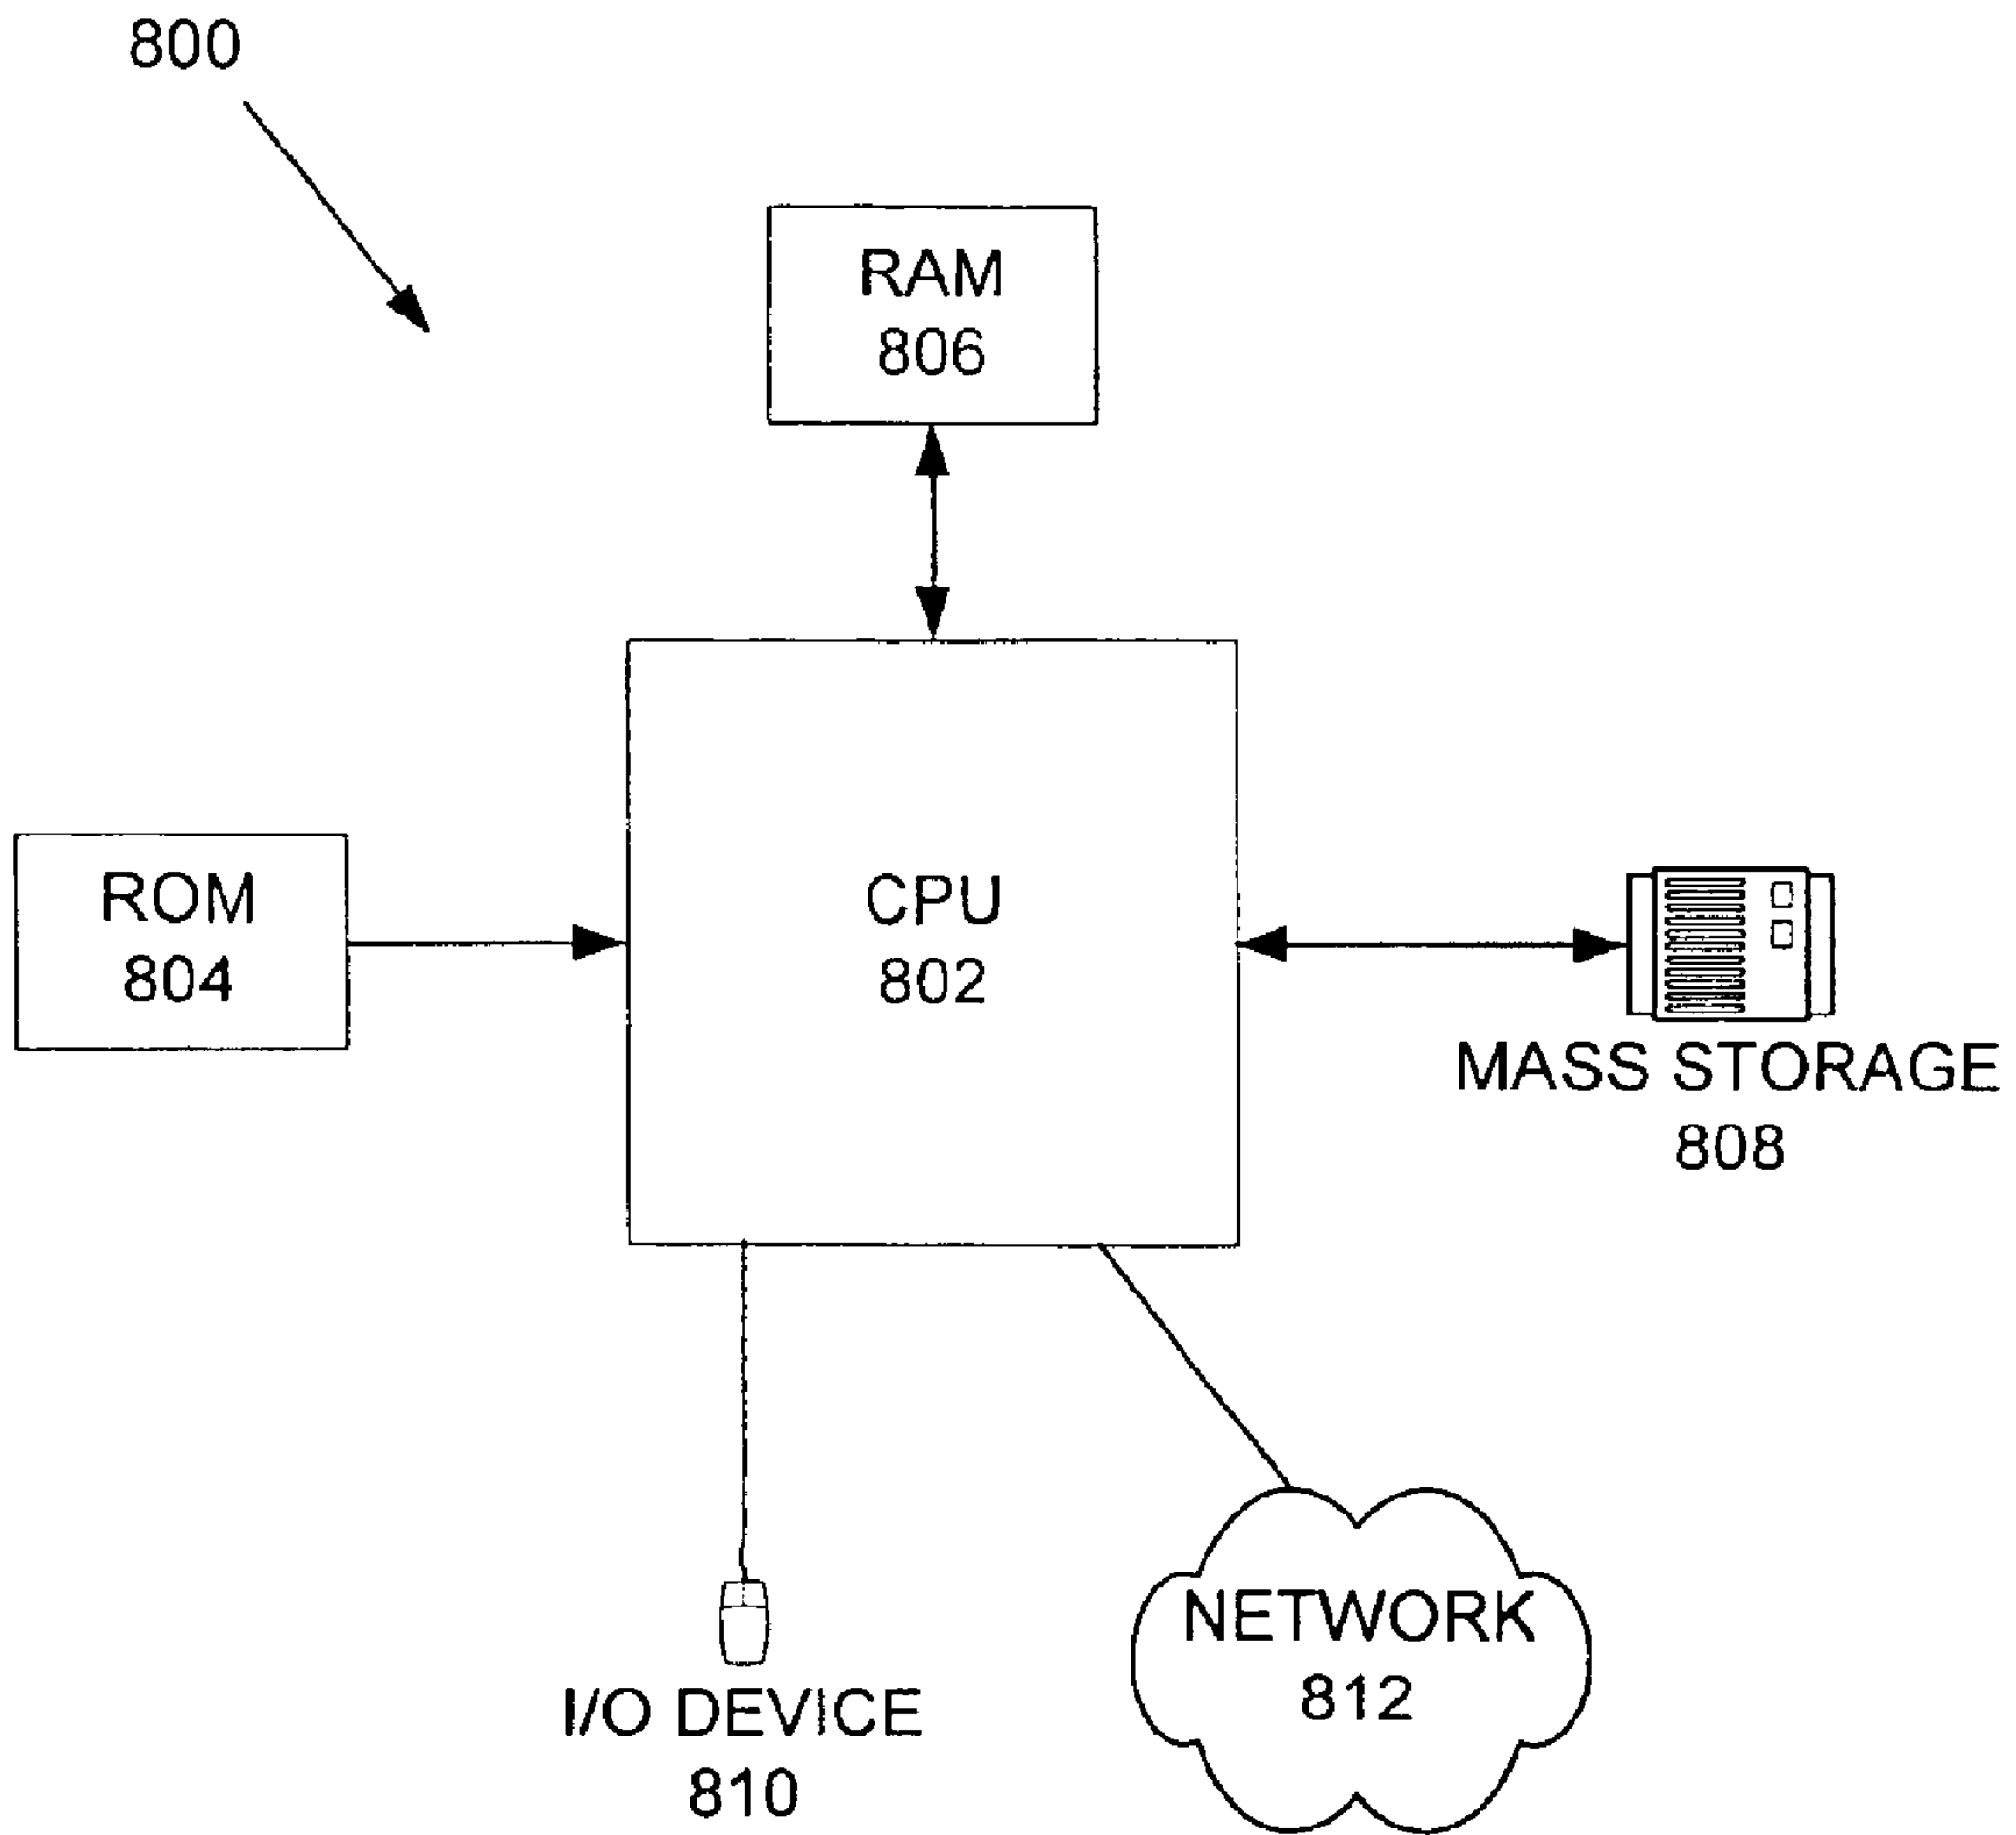 800
RAM
806
ROM
804
CPU
802
MASS STORAGE
808
I/O DEVICE
810
NETWORK
812